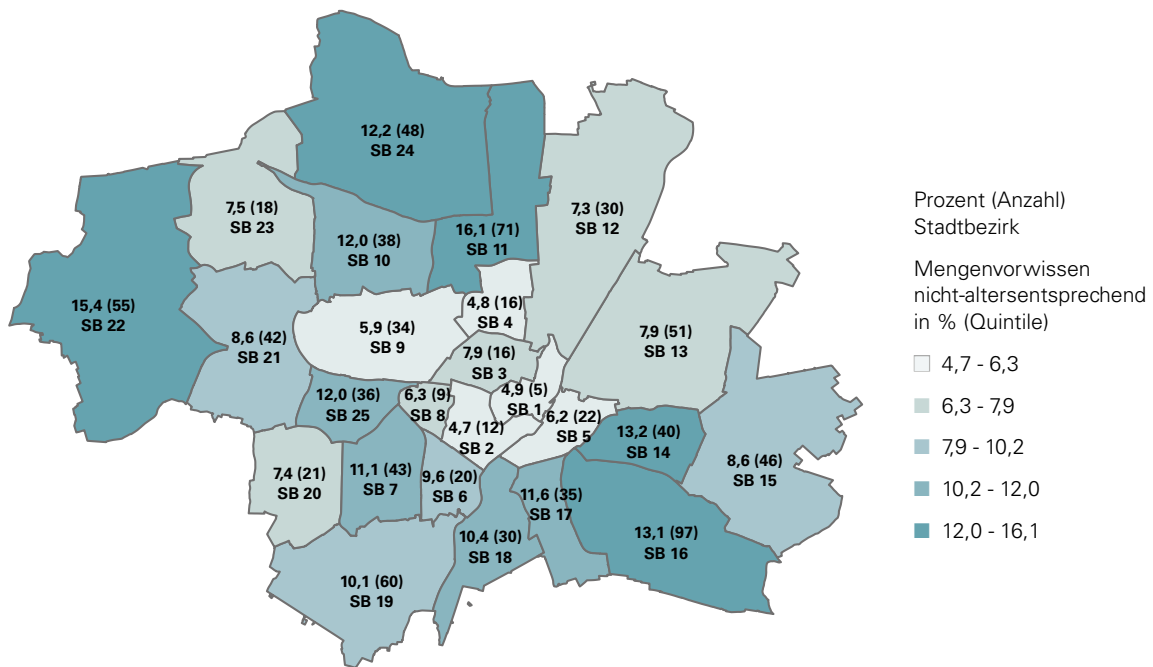 12,2 (48)
SB 24
7,5 (18)
SB 23
7,3 (30)
SB 12
12,0 (38)
SB 10
16,1 (71)
SB 11
15,4 (55)
SB 22
4,8 (16)
SB 4
5,9 (34)
SB 9
8,6 (42)
SB 21
7,9 (51)
SB 13
7,9 (16)
SB 3
12,0 (36)
SB 25
6,3 (9)
SB 8
4,9 (5)
SB 1
6,2 (22)
SB 5
4,7 (12)
SB 2
13,2 (40)
SB 14
8,6 (46)
SB 15
7,4 (21)
SB 20
11,1 (43)
SB 7
9,6 (20)
SB 6
11,6 (35)
SB 17
10,4 (30)
SB 18
13,1 (97)
SB 16
10,1 (60)
SB 19
Prozent (Anzahl)
Stadtbezirk
Mengenvorwissen
nicht-altersentsprechend
in % (Quintile)
4,7 - 6,3
6,3 - 7,9
7,9 - 10,2
10,2 - 12,0
12,0 - 16,1